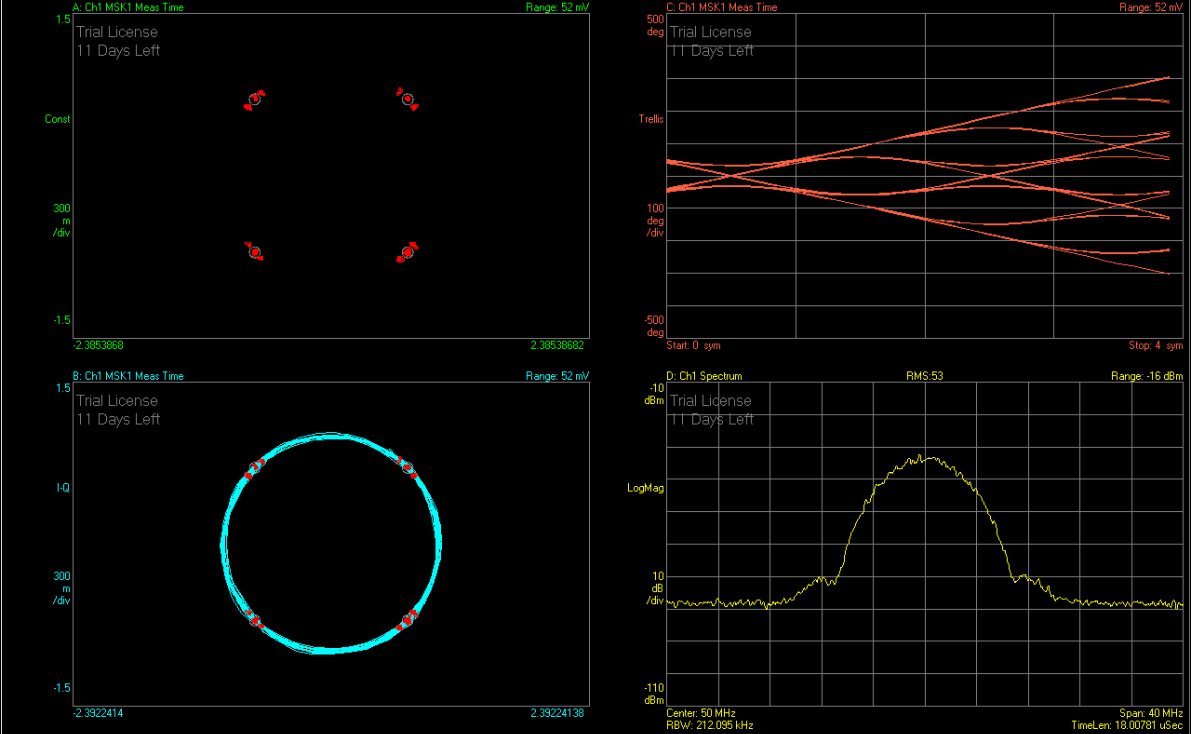 A: Ch1 MSK1 Meas Time
Range: 52 mV
1.5
Trial License
11 Days Left
Const
300
m
/div
-1.5
-2.3853868
2.38538682
C: Ch1 MSK1 Meas Time
Range: 52 mV
500
deg
Trial License
11 Days Left
Trellis
100
deg
/div
-500
deg
Start: 0 sym
Stop: 4 sym
B: Ch1 MSK1 Meas Time
Range: 52 mV
1.5
Trial License
11 Days Left
I-Q
300
m
/div
-1.5
-2.3922414
2.39224138
D: Ch1 Spectrum
RMS:53
Range: -16 dBm
-10
dBm
Trial License
11 Days Left
LogMag
10
dB
/div
-110
dBm
Center: 50 MHz
Span: 40 MHz
RBW: 212.095 kHz
TimeLen: 18.00781 uSec